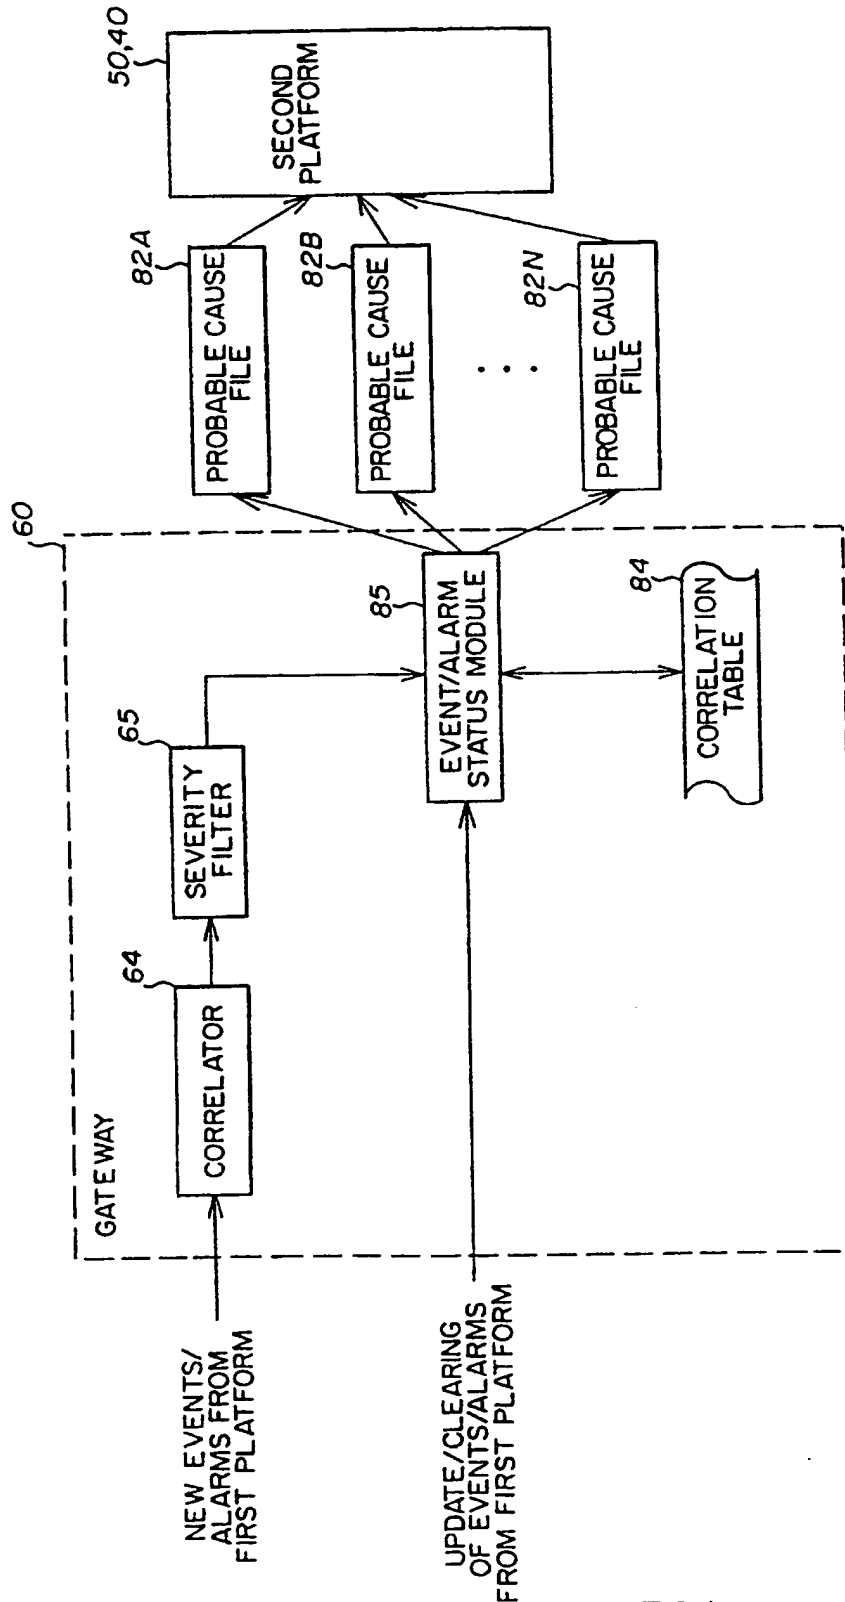 NEW EVENTS/
ALARMS FROM
FIRST PLATFORM
UPDATE/CLEARING
OF EVENTS/ALARMS
FROM FIRST PLATFORM
GATEWAY
60
64
CORRELATOR
65
SEVERITY
FILTER
85
EVENT/ALARM
STATUS MODULE
84
CORRELATION
TABLE
82A
PROBABLE CAUSE
FILE
82B
PROBABLE CAUSE
FILE
82N
PROBABLE CAUSE
FILE
50,40
SECOND
PLATFORM